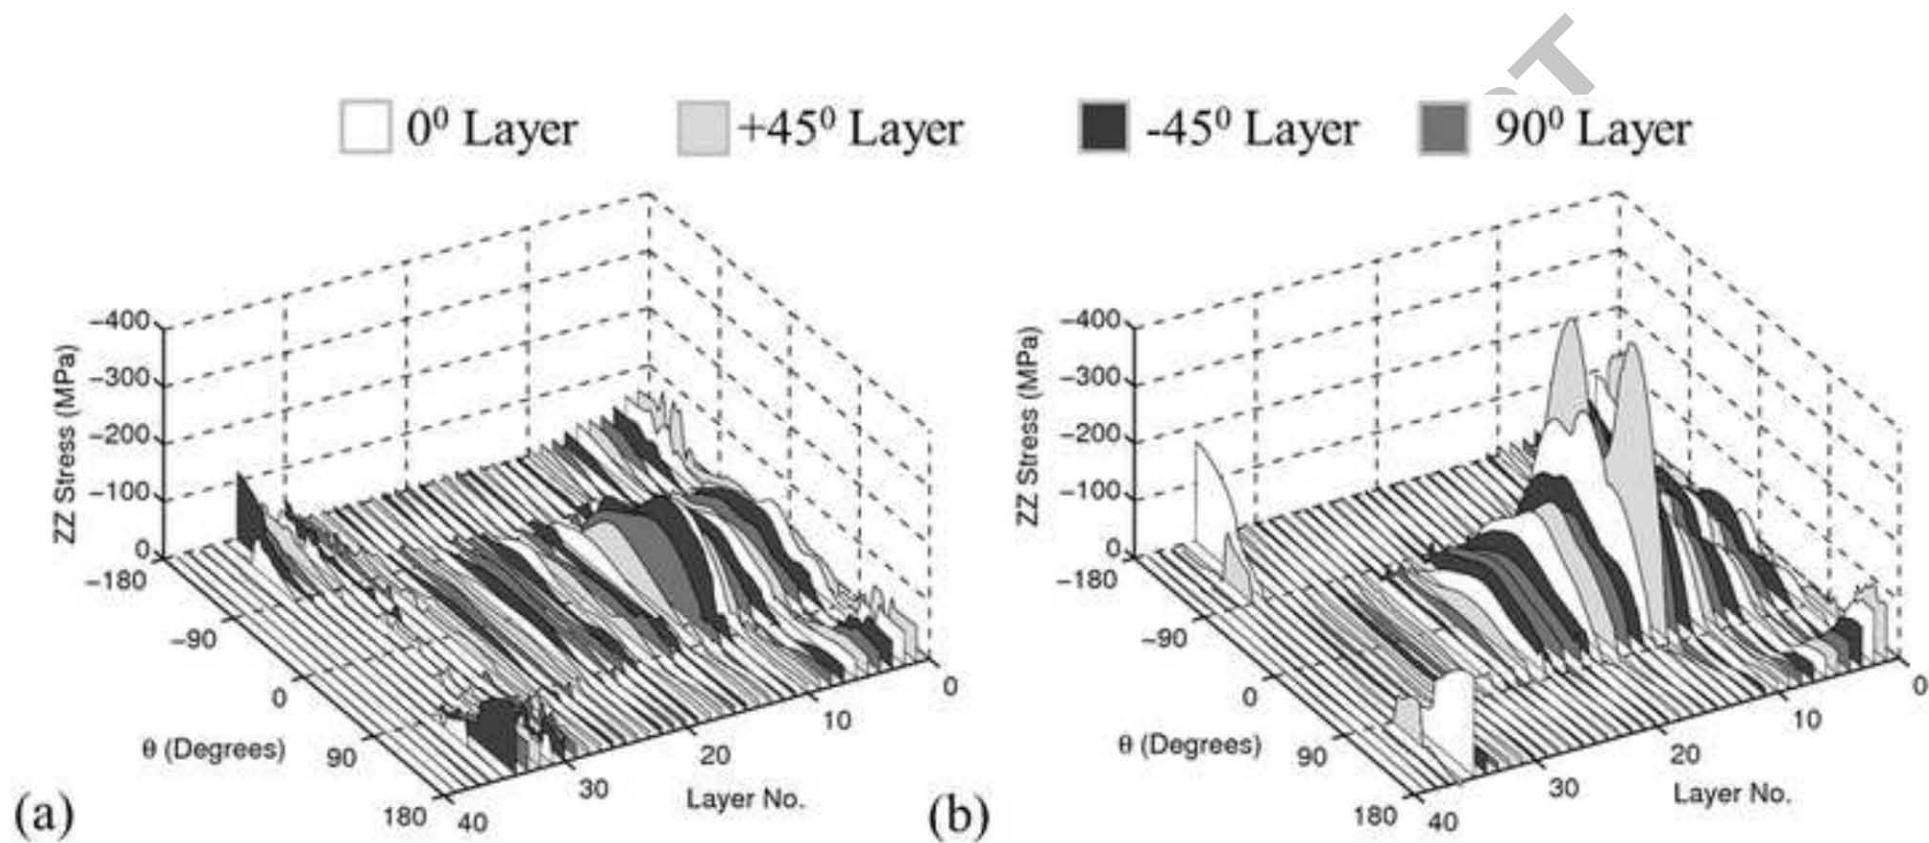 T
0⁰ Layer
+45⁰ Layer
-45⁰ Layer
90⁰ Layer
−400
−300
−200
−100
0
ZZ Stress (MPa)
−180
−90
0
90
180
θ (Degrees)
40
30
20
10
0
Layer No.
(a)
−400
−300
−200
−100
0
ZZ Stress (MPa)
−180
−90
0
90
180
θ (Degrees)
40
30
20
10
0
Layer No.
(b)